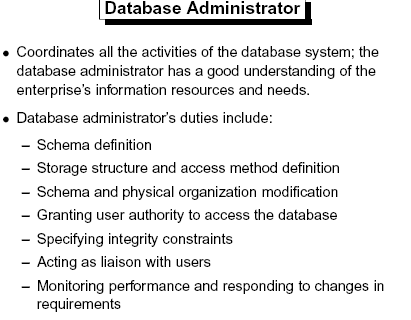 Database Administrator
• Coordinates all the activities of the database system; the
database administrator has a good understanding of the
enterprise's information resources and needs.
• Database administrator's duties include:
– Schema definition
– Storage structure and access method definition
– Schema and physical organization modification
– Granting user authority to access the database
– Specifying integrity constraints
– Acting as liaison with users
– Monitoring performance and responding to changes in
requirements